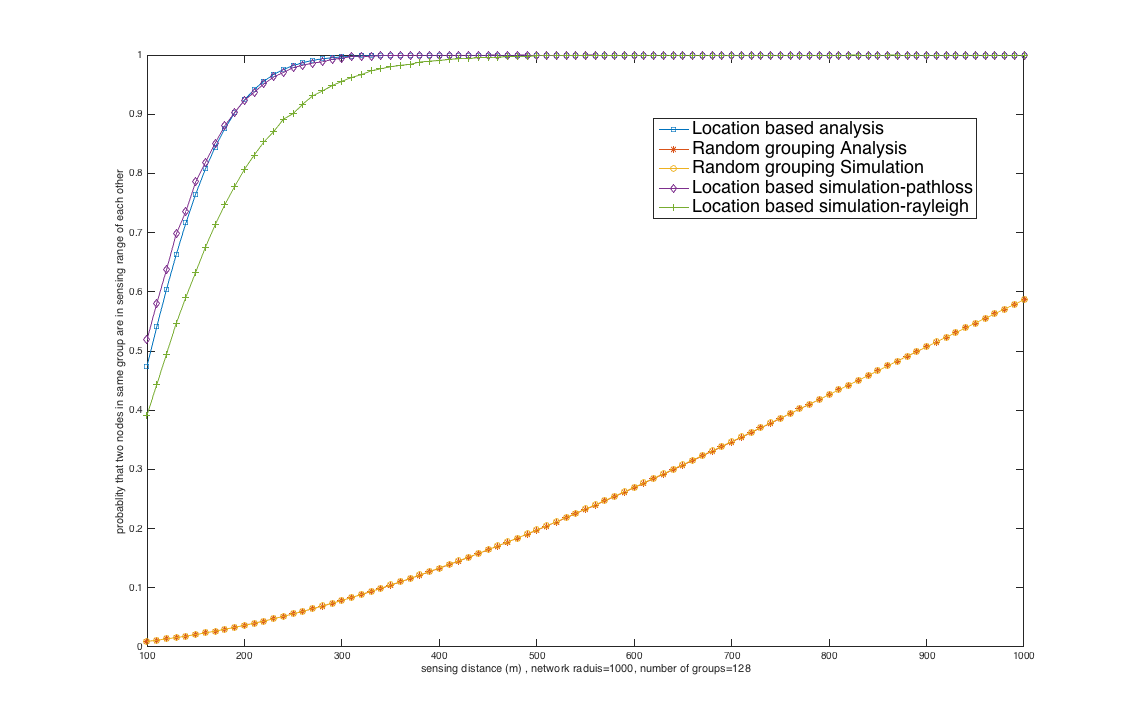 1
0.9
0.8
0.7
0.6
0.5
0.4
0.3
0.2
0.1
0
probablity that two nodes in same group are in sensing range of each other
Location based analysis
Random grouping Analysis
Random grouping Simulation
Location based simulation-pathloss
Location based simulation-rayleigh
100 200 300 400 500 600 700 800 900 1000
sensing distance (m) , network raduis=1000, number of groups=128